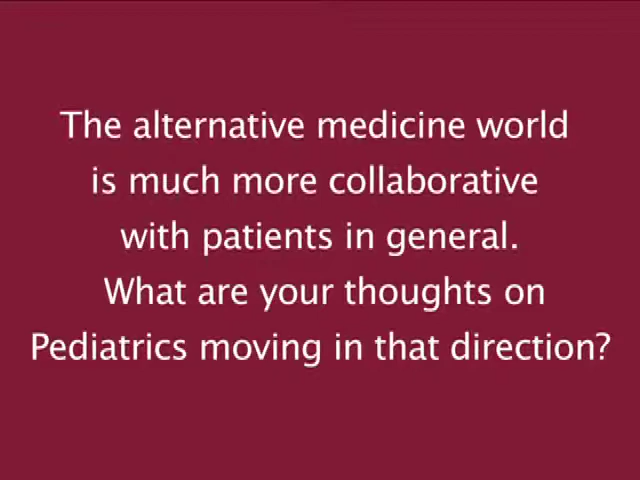 The alternative medicine world
is much more collaborative
with patients in general.
What are your thoughts on
Pediatrics moving in that direction?